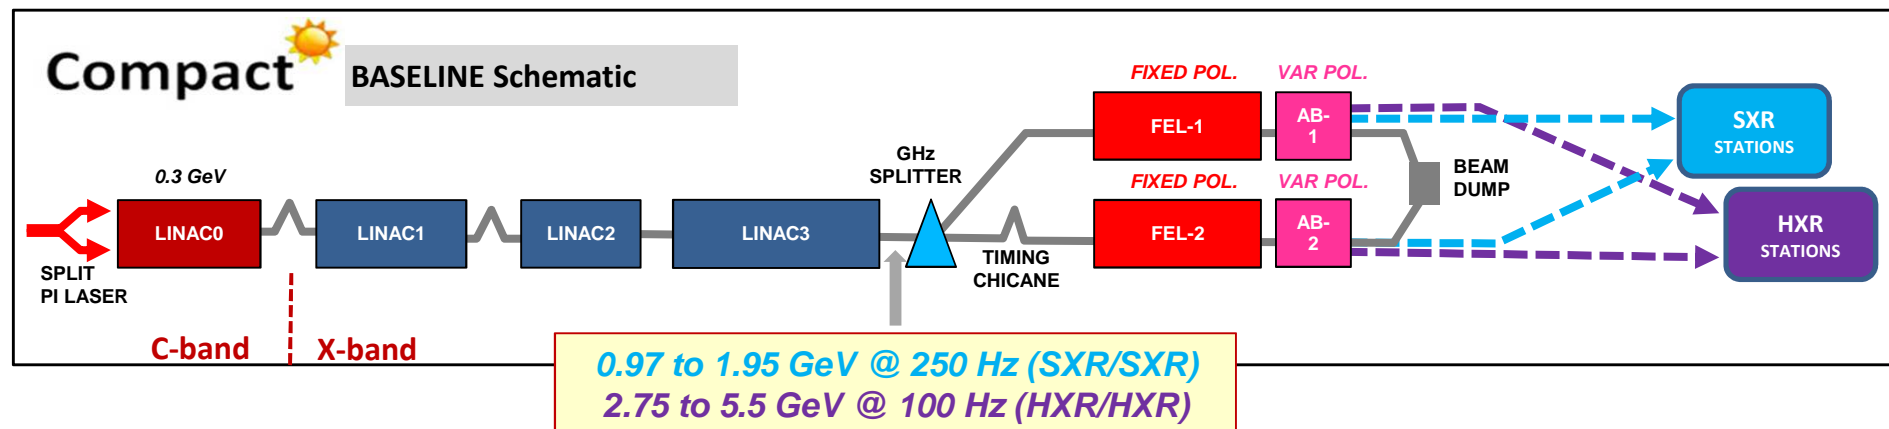 Compact
BASELINE Schematic
FIXED POL.
VAR POL.
FEL-1
AB-
1
SXR
STATIONS
GHz
SPLITTER
BEAM
DUMP
0.3 GeV
FIXED POL.
VAR POL.
LINAC0
LINAC1
LINAC2
LINAC3
FEL-2
AB-
2
HXR
STATIONS
SPLIT
PI LASER
TIMING
CHICANE
C-band
X-band
0.97 to 1.95 GeV @ 250 Hz (SXR/SXR)
2.75 to 5.5 GeV @ 100 Hz (HXR/HXR)